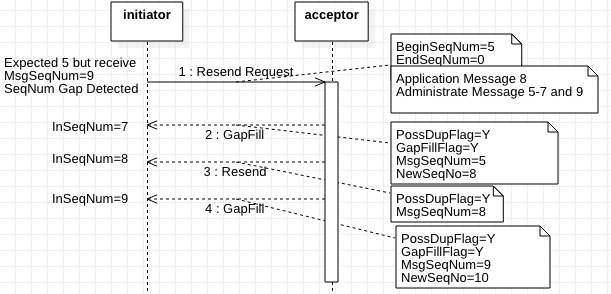 initiator
acceptor
Expected 5 but receive
MsgSeqNum=9
SeqNum Gap Detected
1 : Resend Request
BeginSeqNum=5
EndSeqNum=0
Application Message 8
Administrate Message 5-7 and 9
InSeqNum=7
2 : GapFill
PossDupFlag=Y
GapFillFlag=Y
MsgSeqNum=5
NewSeqNo=8
InSeqNum=8
3 : Resend
PossDupFlag=Y
MsgSeqNum=8
InSeqNum=9
4 : GapFill
PossDupFlag=Y
GapFillFlag=Y
MsgSeqNum=9
NewSeqNo=10